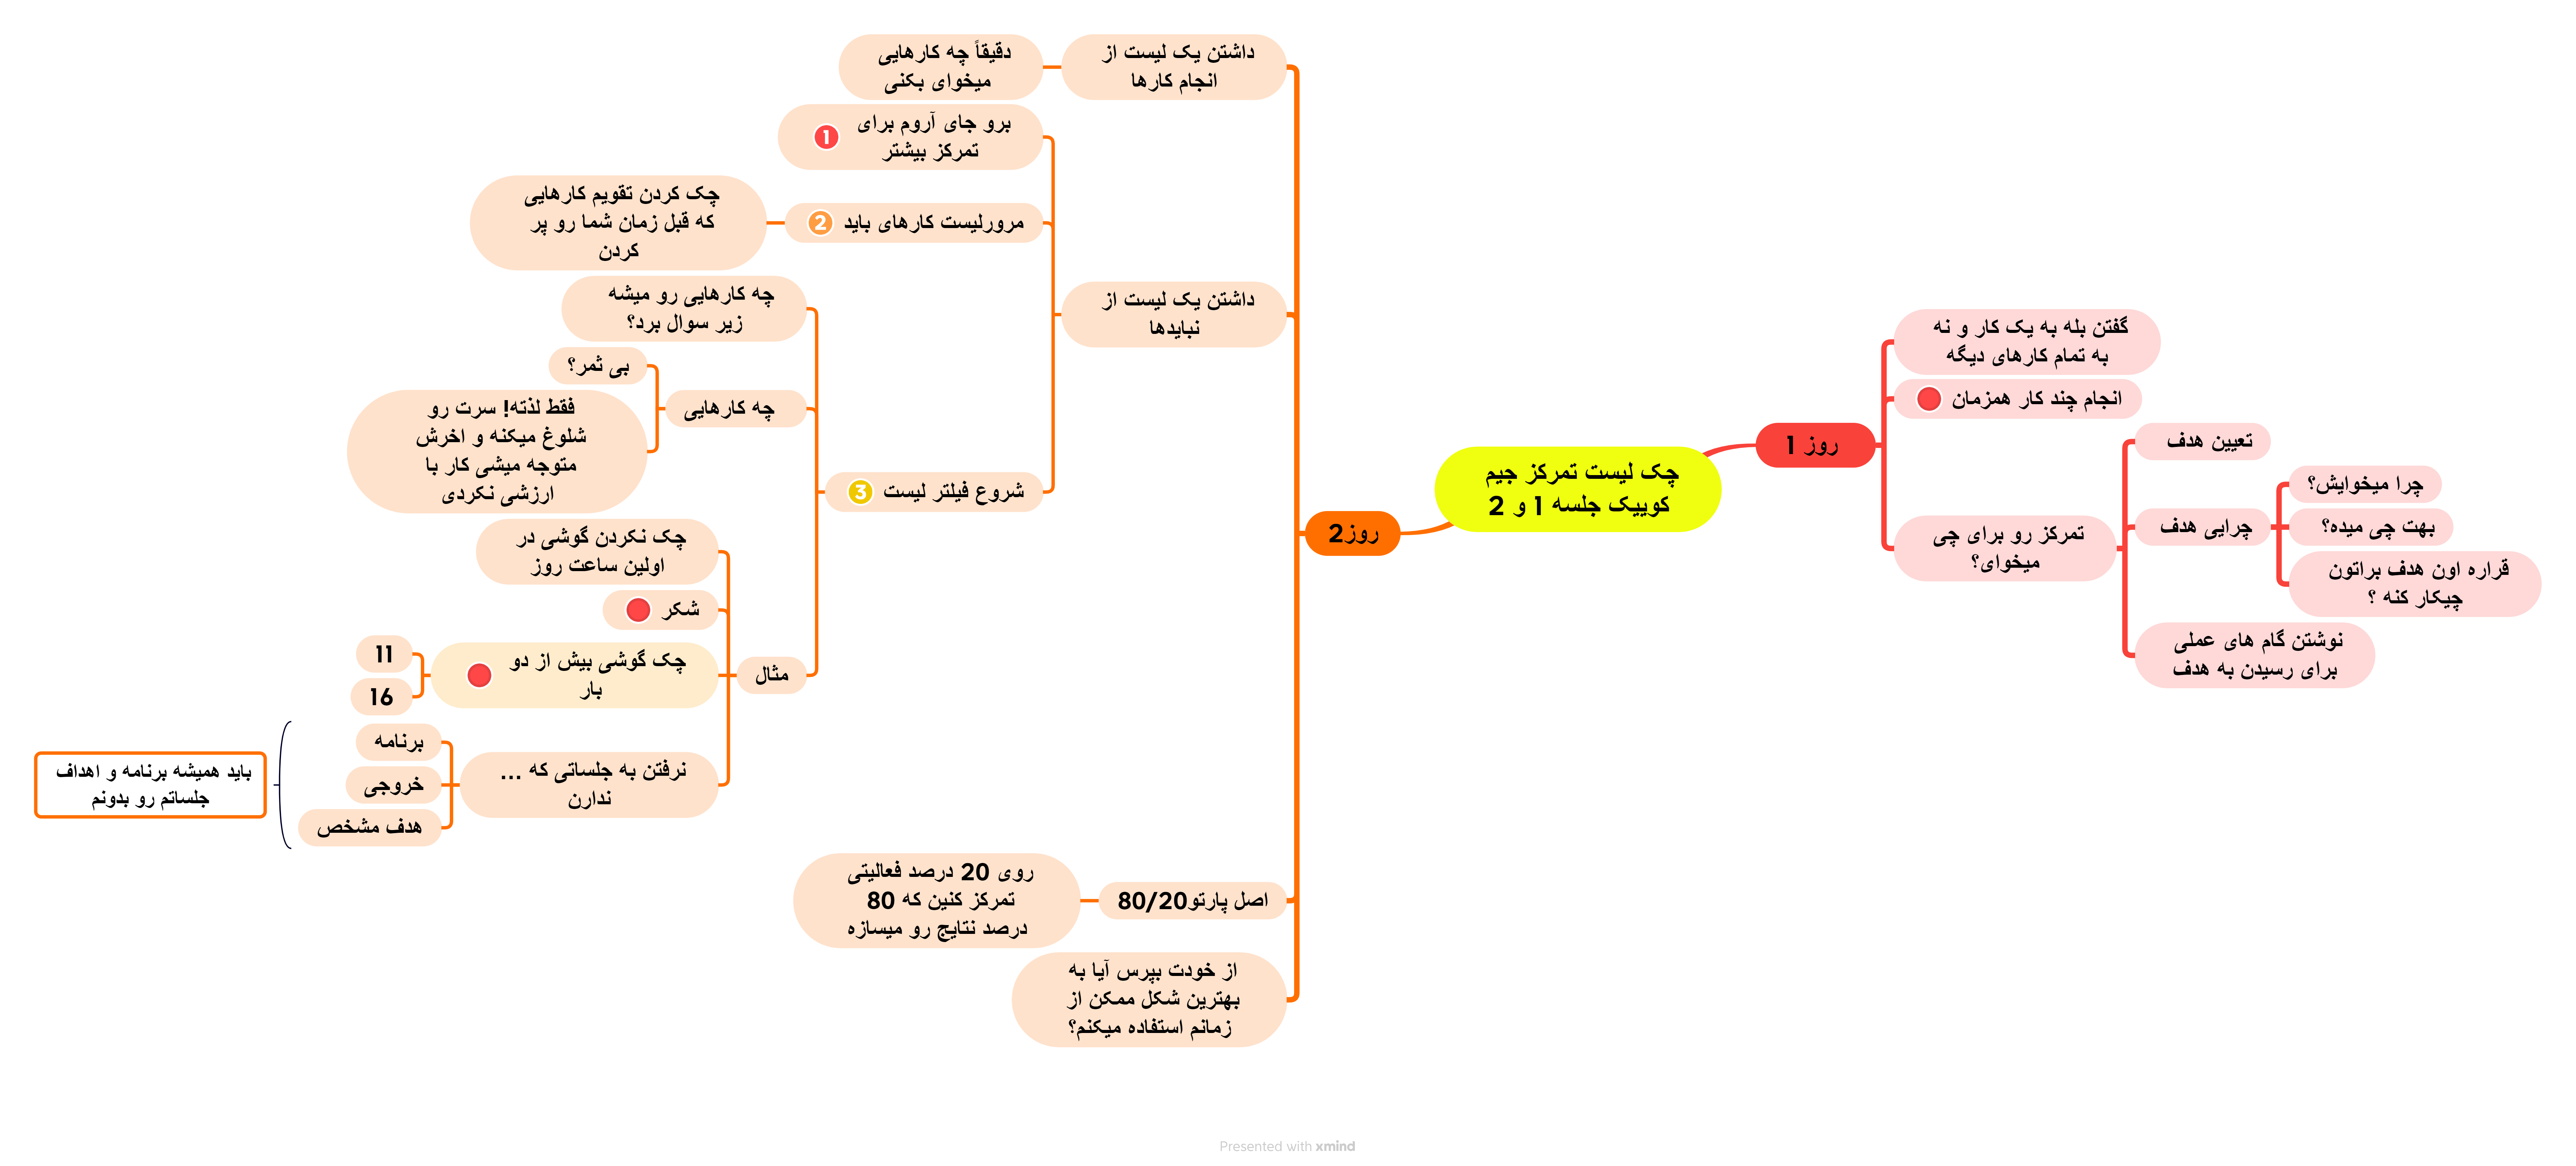 چک لیست تمرکز جیم
کوییک جلسه 1 و 2
روز 1
گفتن بله به یک کار و نه
به تمام کارهای دیگه
انجام چند کار همزمان
تمرکز رو برای چی
میخوای؟
تعیین هدف
چرایی هدف
چرا میخوایش؟
بهت چی میده؟
قراره اون هدف براتون
چیکار کنه ؟
نوشتن گام های عملی
برای رسیدن به هدف
روز2
داشتن یک لیست از
انجام کارها
دقیقاً چه کارهایی
میخوای بکنی
داشتن یک لیست از
نبایدها
برو جای آروم برای
تمرکز بیشتر
1
مرورلیست کارهای باید
2
چک کردن تقویم کارهایی
که قبل زمان شما رو پر
کردن
شروع فیلتر لیست
3
چه کارهایی رو میشه
زیر سوال برد؟
چه کارهایی
بی ثمر؟
فقط لذته! سرت رو
شلوغ میکنه و اخرش
متوجه میشی کار با
ارزشی نکردی
مثال
چک نکردن گوشی در
اولین ساعت روز
شکر
چک گوشی بیش از دو
بار
11
16
نرفتن به جلساتی که ...
ندارن
برنامه
خروجی
هدف مشخص
باید همیشه برنامه و اهداف
جلساتم رو بدونم
اصل پارتو80/20
روی 20 درصد فعالیتی
تمرکز کنین که 80
درصد نتایج رو میسازه
از خودت بپرس آیا به
بهترین شکل ممکن از
زمانم استفاده میکنم؟
Presented with xmind